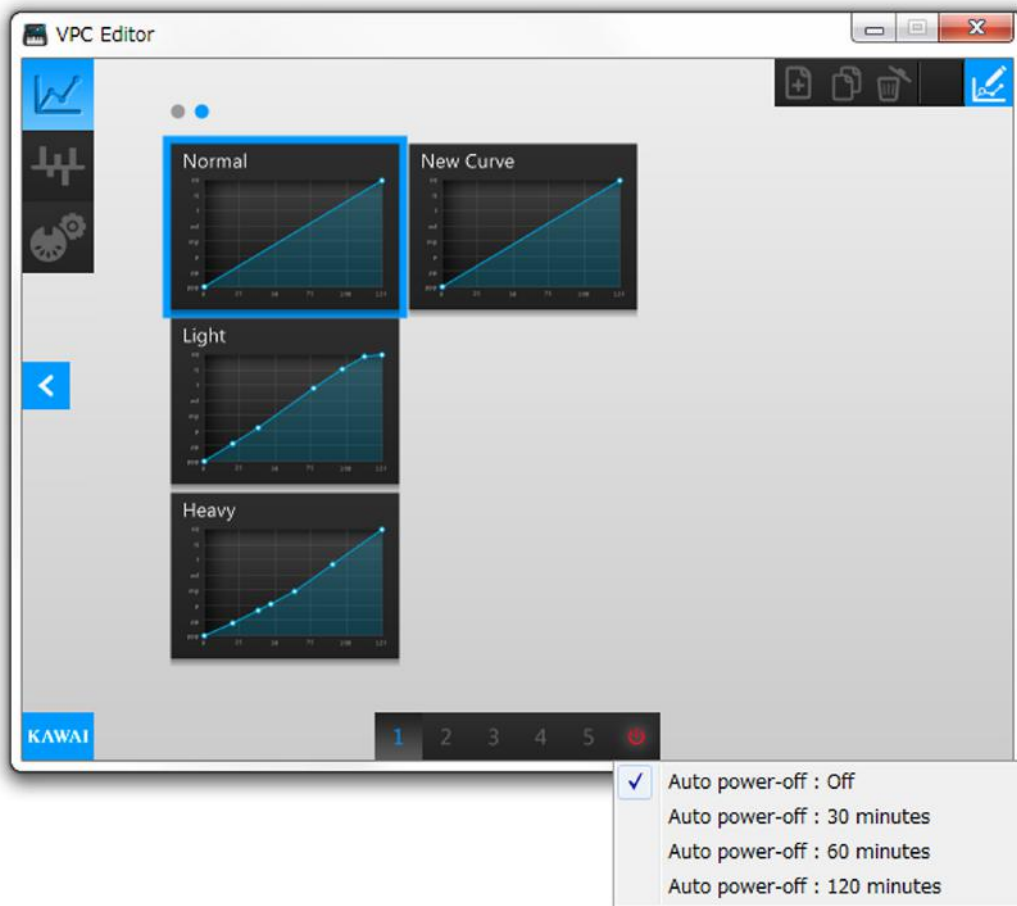 VPC Editor
Normal
New Curve
Light
Heavy
KAWAI
1 2 3 4 5
Auto power-off : Off
Auto power-off : 30 minutes
Auto power-off : 60 minutes
Auto power-off : 120 minutes